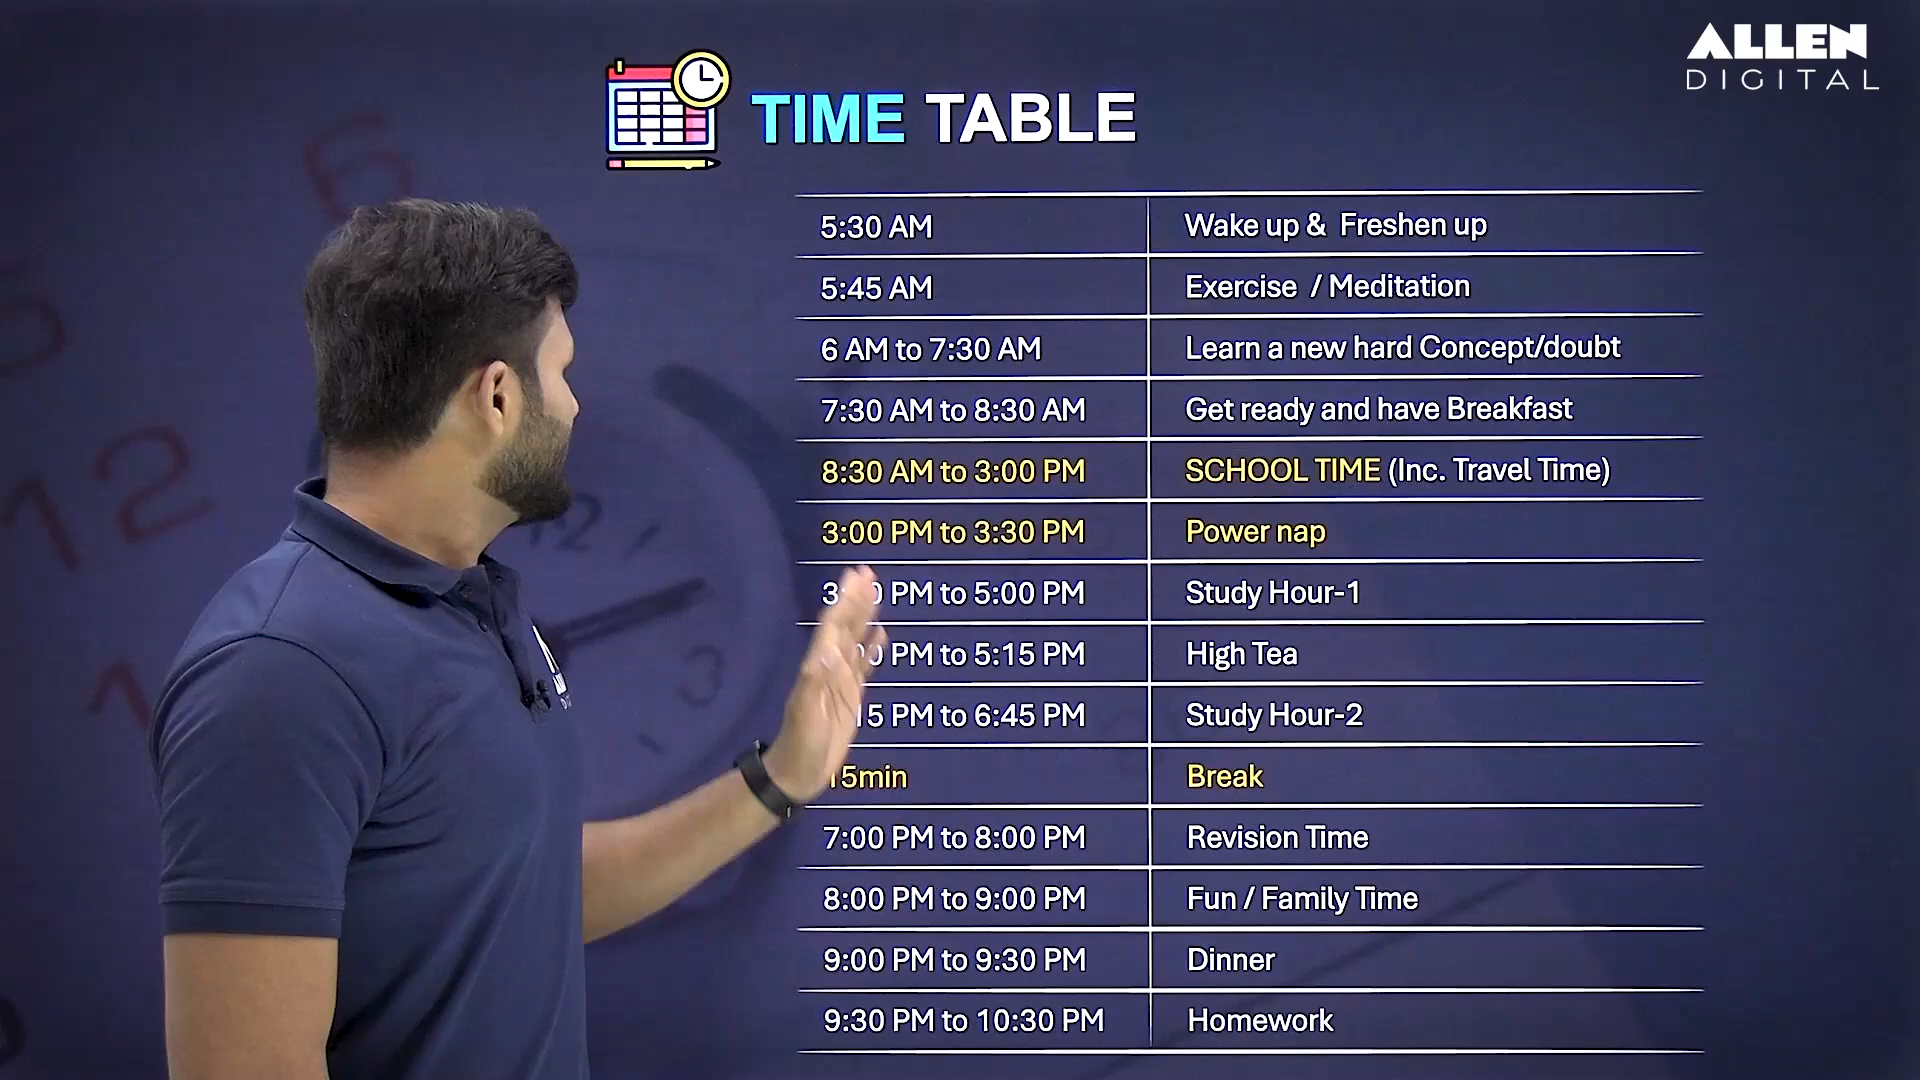 ALLEN
DIGITAL
TIME TABLE
5:30 AM Wake up & Freshen up
5:45 AM Exercise / Meditation
6 AM to 7:30 AM Learn a new hard Concept/doubt
7:30 AM to 8:30 AM Get ready and have Breakfast
8:30 AM to 3:00 PM SCHOOL TIME (Inc. Travel Time)
3:00 PM to 3:30 PM Power nap
PM to 5:00 PM Study Hour-1
PM to 5:15 PM High Tea
PM to 6:45 PM Study Hour-2
15min Break
7:00 PM to 8:00 PM Revision Time
8:00 PM to 9:00 PM Fun / Family Time
9:00 PM to 9:30 PM Dinner
9:30 PM to 10:30 PM Homework
6
12
12
3